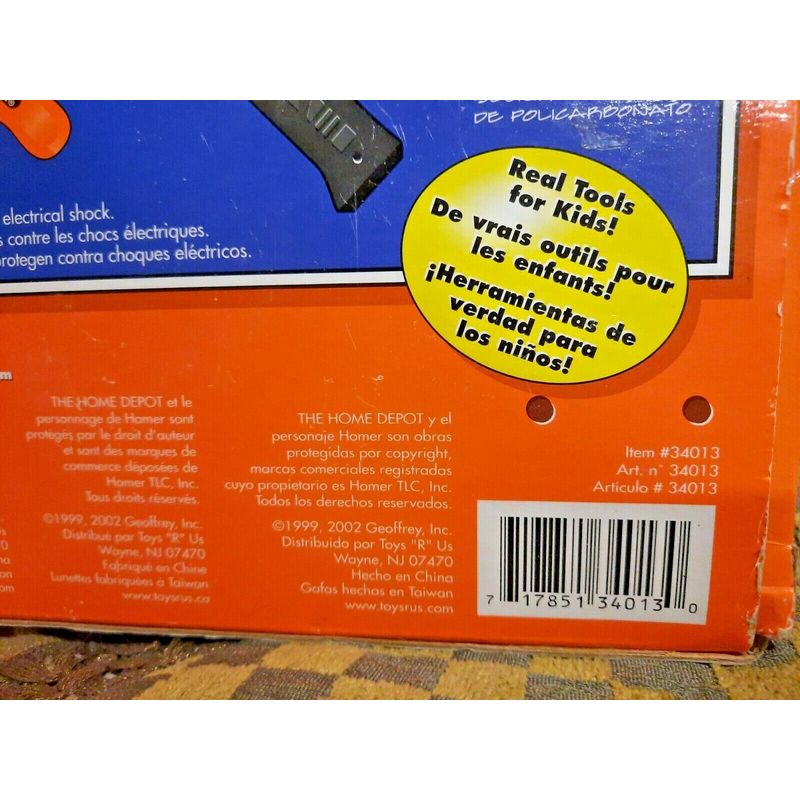 DE POLICARBONATO
electrical shock.
contre les chocs électriques.
protegen contra choques eléctricos.
Real Tools
for Kids!
De vrais outils pour
les enfants!
¡Herramientas de
verdad para
los niños!
THE HOME DEPOT et le
personnage de Homer sont
protégés par le droit d'auteur
et sont des marques de
commerce déposées de
Homer TLC, Inc.
Tous droits réservés.
©1999, 2002 Geoffrey, Inc.
Distribué par Toys "R" Us
Wayne, NJ 07470
Fabriqué en Chine
Lunettes fabriquées à Taiwan
www.toysrus.ca
THE HOME DEPOT y el
personaje Homer son obras
protegidas por copyright,
marcas comerciales registradas
cuyo propietario es Homer TLC, Inc.
Todos los derechos reservados.
©1999, 2002 Geoffrey, Inc.
Distribuido por Toys "R" Us
Wayne, NJ 07470
Hecho en China
Gafas hechas en Taiwan
www.toysrus.com
Item #34013
Art. n° 34013
Artículo # 34013
7 17851 34013 0